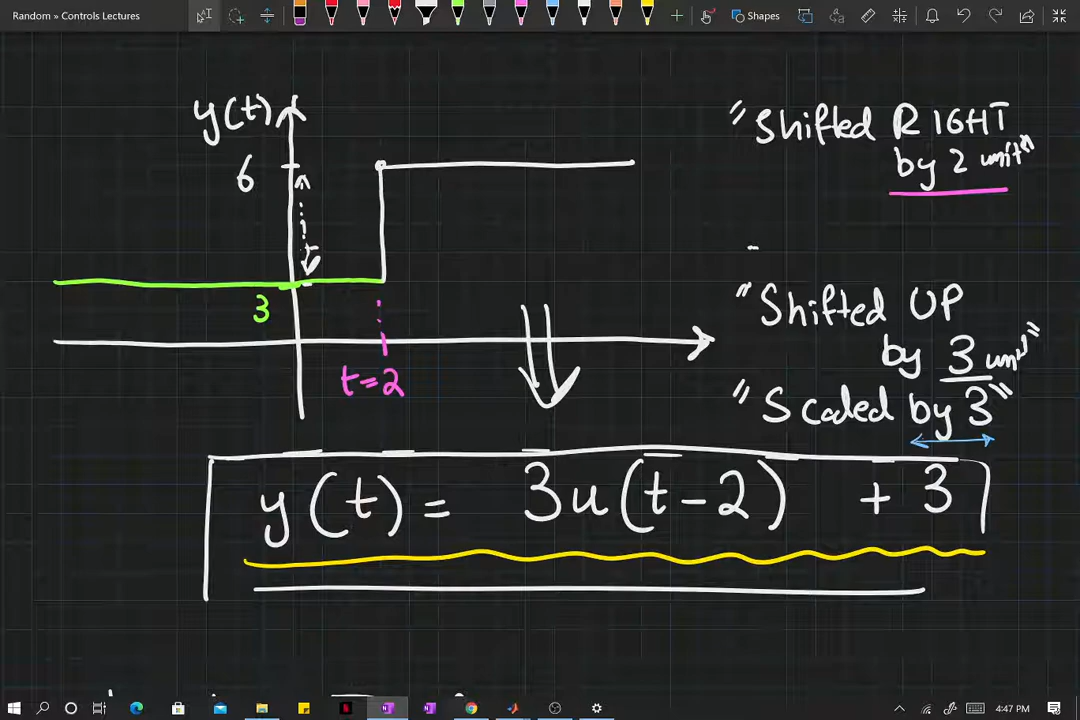 Random » Controls Lectures
Shapes
y(t)
6
3
t=2
"Shifted RIGHT
by 2 unit"
"Shifted UP
by 3 unit"
"Scaled by 3"
y(t) = 3u(t-2) + 3
4:47 PM